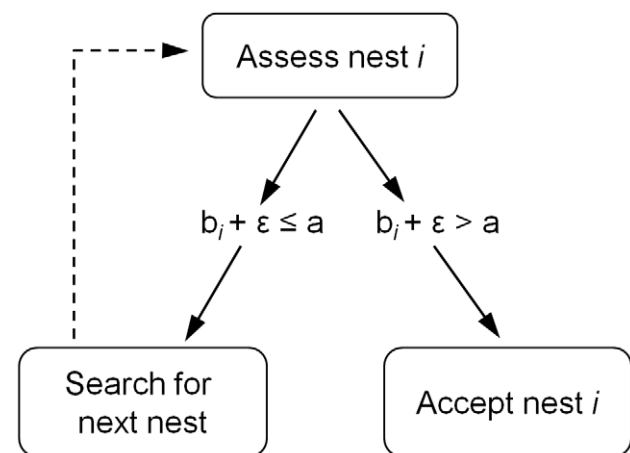 Assess nest i
bᵢ + ε ≤ a
bᵢ + ε > a
Search for
next nest
Accept nest i